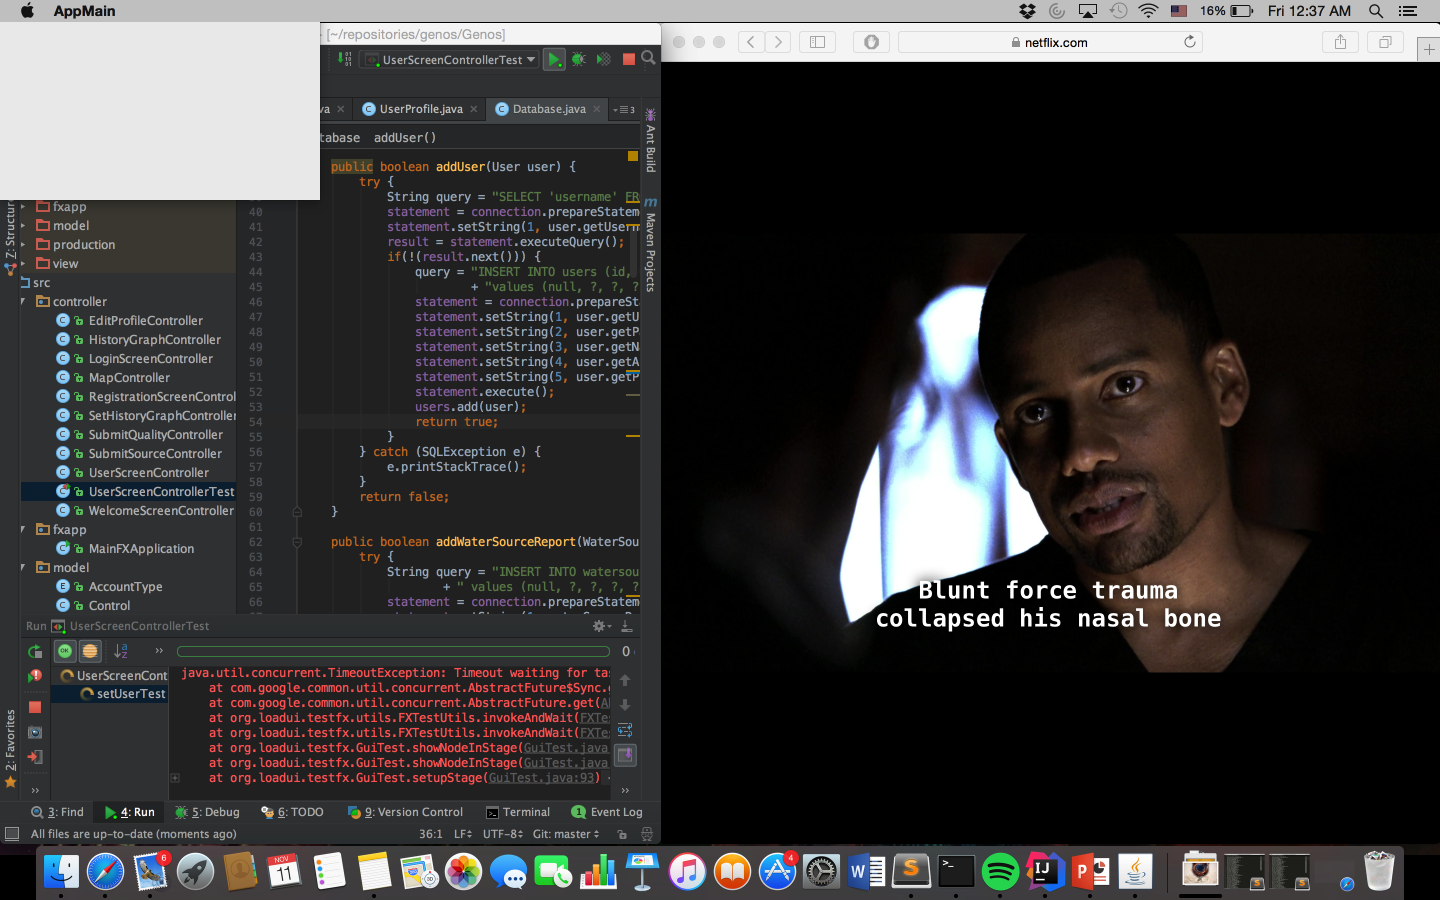 AppMain
16%
Fri 12:37 AM
[~/repositories/genos/Genos]
netflix.com
UserScreenControllerTest
UserProfile.java
Database.java
3
addUser()
Ant Build
Maven Projects
Z: Structure
2: Favorites
fxapp
model
production
view
src
controller
EditProfileController
HistoryGraphController
LoginScreenController
MapController
RegistrationScreenControl
SetHistoryGraphController
SubmitQualityController
SubmitSourceController
UserScreenController
UserScreenControllerTest
WelcomeScreenController
fxapp
MainFXApplication
model
AccountType
Control
public boolean addUser(User user) {
try {
String query = "SELECT 'username' FR
40 statement = connection.prepareStatem
41 statement.setString(1, user.getUsern
42 result = statement.executeQuery();
43 if(!(result.next())) {
44 query = "INSERT INTO users (id,
45 + "values (null, ?, ?, ?
46 statement = connection.prepareSt
47 statement.setString(1, user.getU
48 statement.setString(2, user.getP
49 statement.setString(3, user.getN
50 statement.setString(4, user.getA
51 statement.setString(5, user.getP
52 statement.execute();
53 users.add(user);
54 return true;
55 }
56 } catch (SQLException e) {
57 e.printStackTrace();
58 }
59 return false;
60 }
61
62 public boolean addWaterSourceReport(WaterSou
63 try {
64 String query = "INSERT INTO watersou
65 + " values (null, ?, ?, ?, ?
66 statement = connection.prepareStatem
Blunt force trauma
collapsed his nasal bone
Run UserScreenControllerTest
0
UserScreenCont
setUserTest
java.util.concurrent.TimeoutException: Timeout waiting for ta
at com.google.common.util.concurrent.AbstractFuture$Sync.
at com.google.common.util.concurrent.AbstractFuture.get(A
at org.loadui.testfx.utils.FXTestUtils.invokeAndWait(FXTe
at org.loadui.testfx.utils.FXTestUtils.invokeAndWait(FXTe
at org.loadui.testfx.GuiTest.showNodeInStage(GuiTest.java
at org.loadui.testfx.GuiTest.showNodeInStage(GuiTest.java
at org.loadui.testfx.GuiTest.setupStage(GuiTest.java:93)
3: Find
4: Run
5: Debug
6: TODO
9: Version Control
Terminal
1 Event Log
All files are up-to-date (moments ago)
36:1
LF
UTF-8
Git: master
6
NOV
11
4